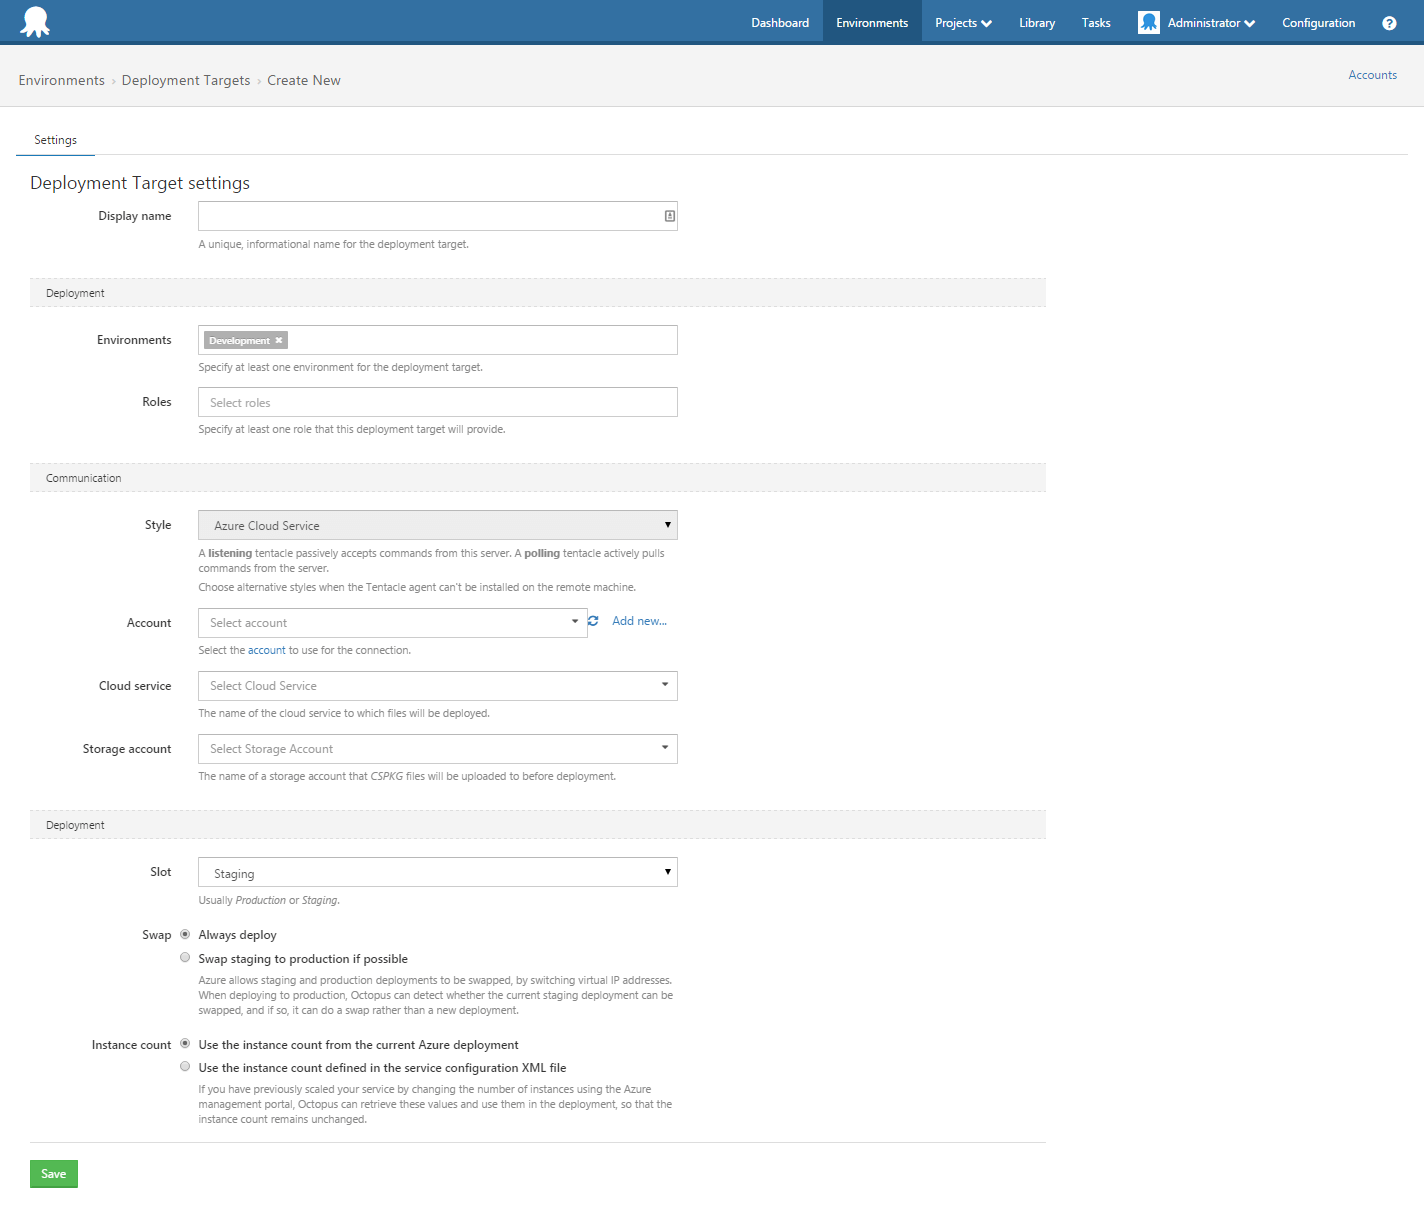 Dashboard Environments Projects Library Tasks Administrator Configuration ?
Environments › Deployment Targets › Create New
Accounts
Settings
Deployment Target settings
Display name
A unique, informational name for the deployment target.
Deployment
Environments Development ×
Specify at least one environment for the deployment target.
Roles Select roles
Specify at least one role that this deployment target will provide.
Communication
Style Azure Cloud Service
A listening tentacle passively accepts commands from this server. A polling tentacle actively pulls
commands from the server.
Choose alternative styles when the Tentacle agent can't be installed on the remote machine.
Account Select account Add new...
Select the account to use for the connection.
Cloud service Select Cloud Service
The name of the cloud service to which files will be deployed.
Storage account Select Storage Account
The name of a storage account that CSPKG files will be uploaded to before deployment.
Deployment
Slot Staging
Usually Production or Staging.
Swap Always deploy
Swap staging to production if possible
Azure allows staging and production deployments to be swapped, by switching virtual IP addresses.
When deploying to production, Octopus can detect whether the current staging deployment can be
swapped, and if so, it can do a swap rather than a new deployment.
Instance count Use the instance count from the current Azure deployment
Use the instance count defined in the service configuration XML file
If you have previously scaled your service by changing the number of instances using the Azure
management portal, Octopus can retrieve these values and use them in the deployment, so that the
instance count remains unchanged.
Save